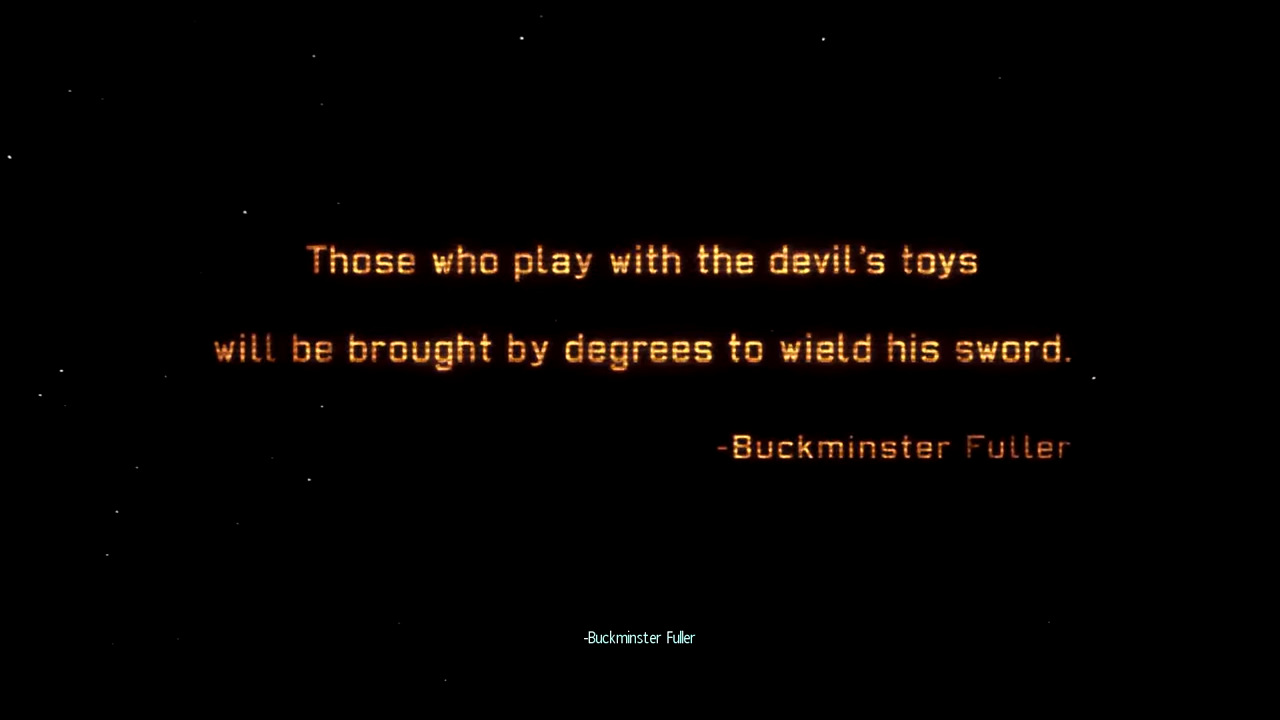 Those who play with the devil's toys
will be brought by degrees to wield his sword.
-Buckminster Fuller
-Buckminster Fuller